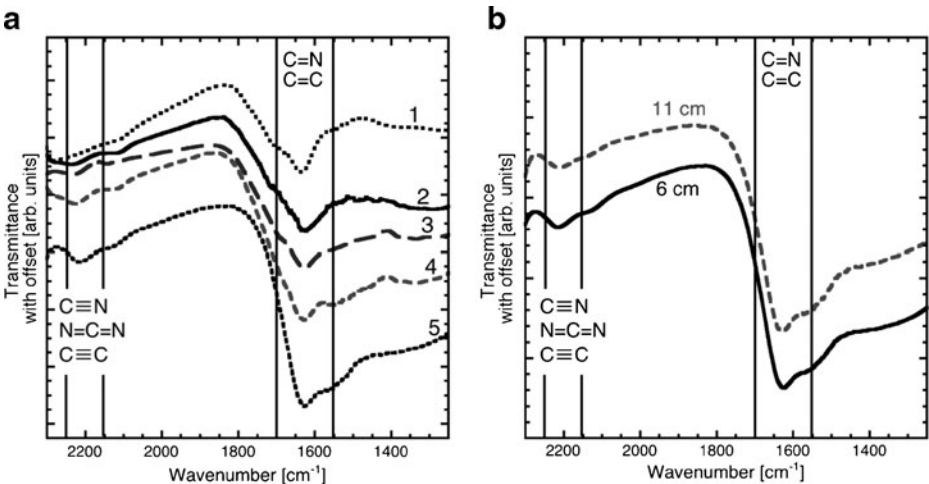 a
C=N
C=C
1
2
3
4
5
C≡N
N=C=N
C≡C
Transmittance
with offset [arb. units]
2200 2000 1800 1600 1400
Wavenumber [cm⁻¹]
b
C=N
C=C
11 cm
6 cm
C≡N
N=C=N
C≡C
Transmittance
with offset [arb. units]
2200 2000 1800 1600 1400
Wavenumber [cm⁻¹]